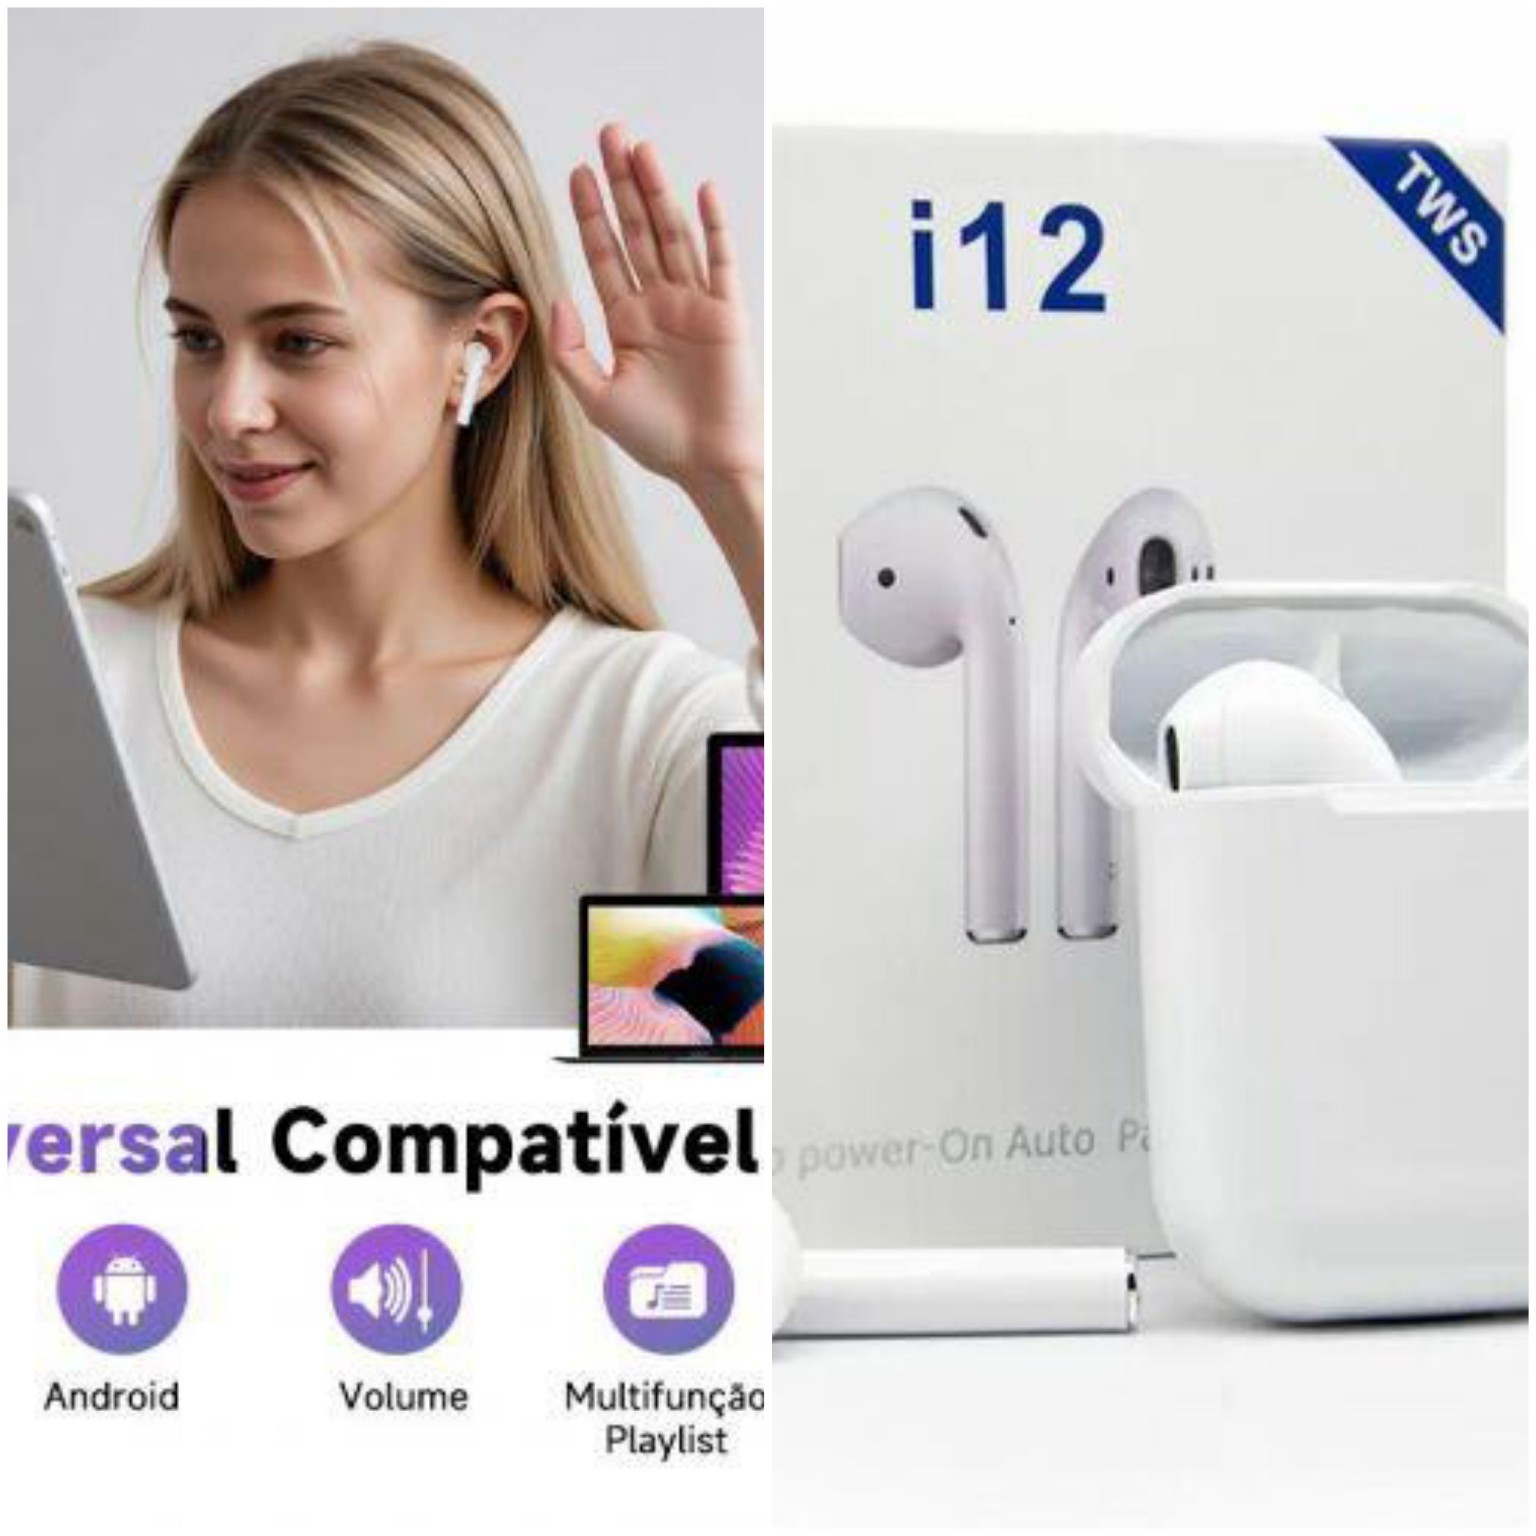 versal Compatível
Android
Volume
Multifunção
Playlist
i12
TWS
power-On Auto